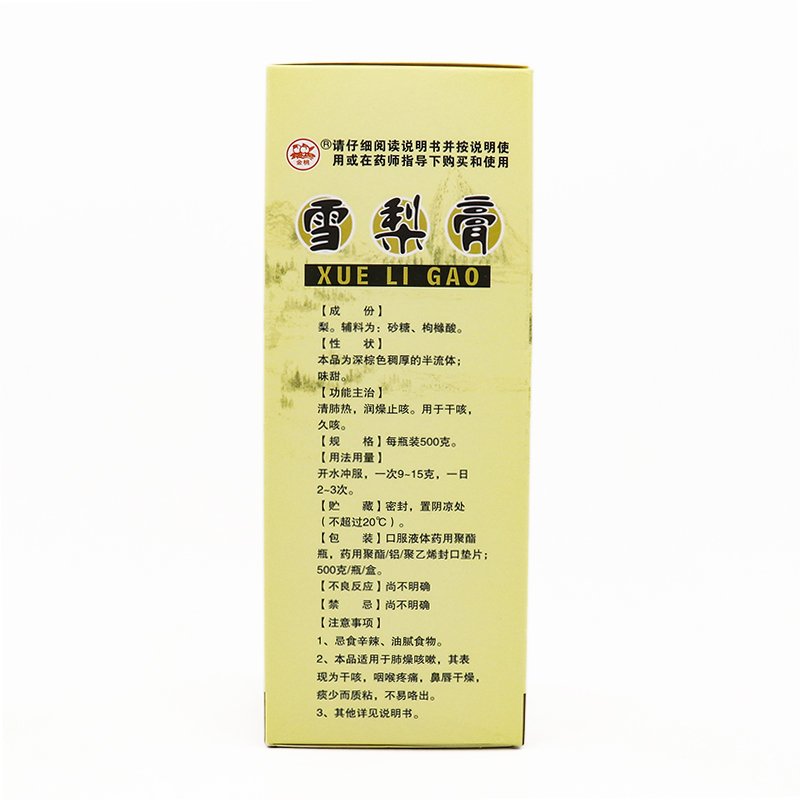 金鹅
®请仔细阅读说明书并按说明使
用或在药师指导下购买和使用
雪梨膏
XUE LI GAO
【成 份】
梨。辅料为：砂糖、枸橼酸。
【性 状】
本品为深棕色稠厚的半流体；
味甜。
【功能主治】
清肺热，润燥止咳。用于干咳，
久咳。
【规 格】每瓶装500克。
【用法用量】
开水冲服，一次9~15克，一日
2~3次。
【贮 藏】密封，置阴凉处
（不超过20℃）。
【包 装】口服液体药用聚酯
瓶，药用聚酯/铝/聚乙烯封口垫片；
500克/瓶/盒。
【不良反应】尚不明确
【禁 忌】尚不明确
【注意事项】
1、忌食辛辣、油腻食物。
2、本品适用于肺燥咳嗽，其表
现为干咳，咽喉疼痛，鼻唇干燥，
痰少而质粘，不易咯出。
3、其他详见说明书。